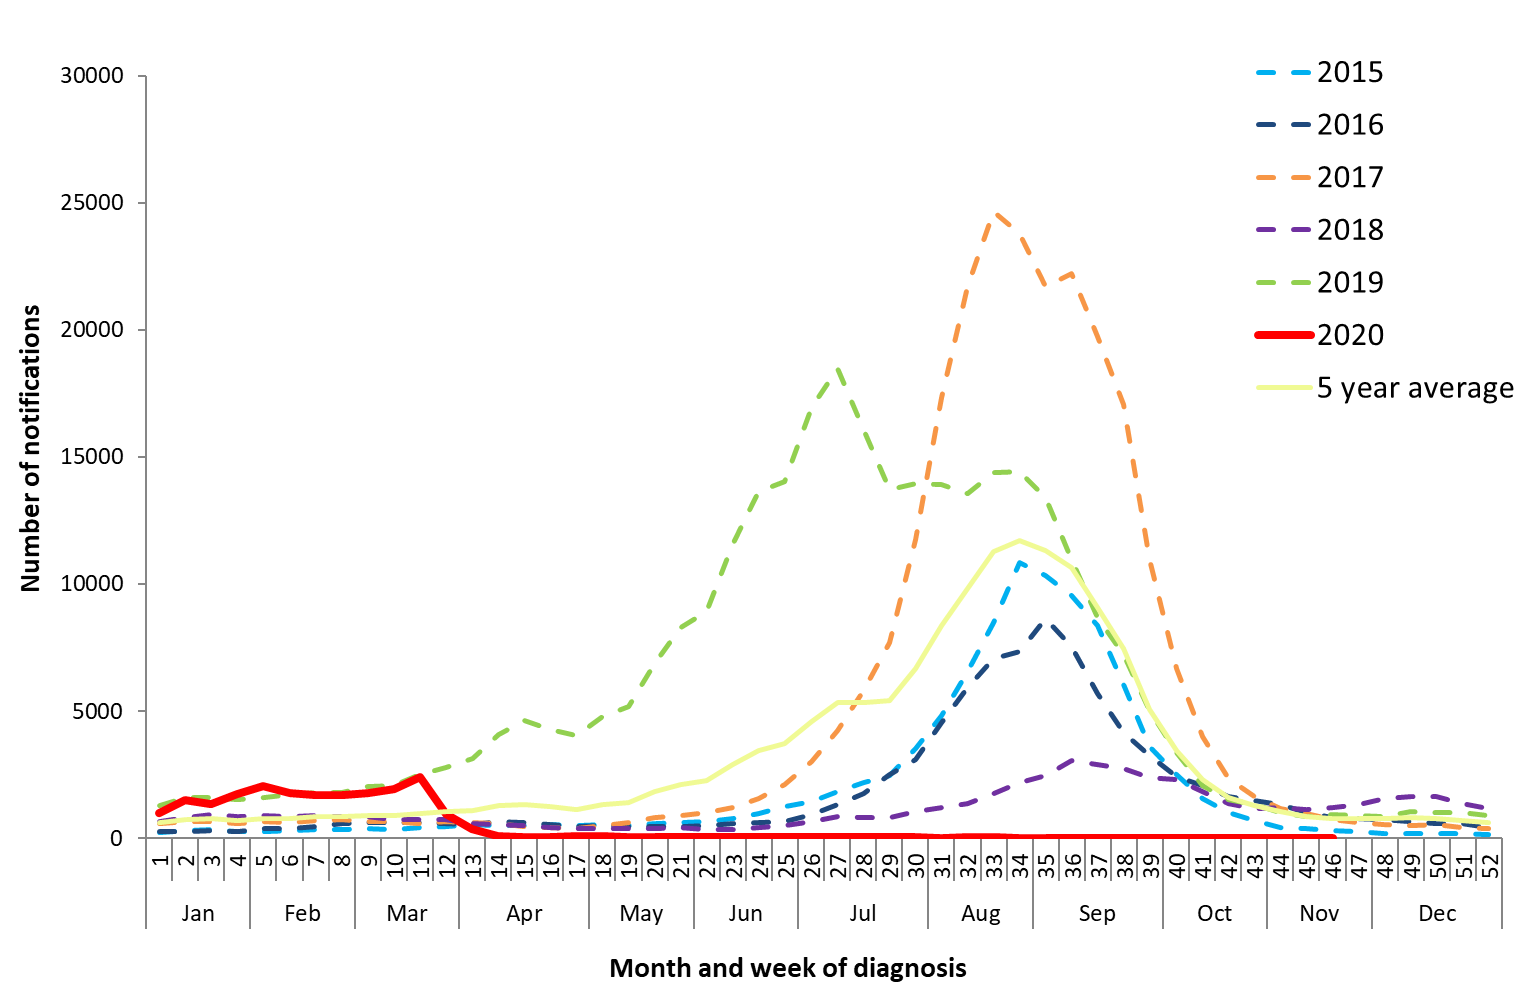 30000
25000
20000
15000
10000
5000
0
Number of notifications
2015
2016
2017
2018
2019
2020
5 year average
1 2 3 4 5 6 7 8 9 10 11 12 13 14 15 16 17 18 19 20 21 22 23 24 25 26 27 28 29 30 31 32 33 34 35 36 37 38 39 40 41 42 43 44 45 46 47 48 49 50 51 52
Jan Feb Mar Apr May Jun Jul Aug Sep Oct Nov Dec
Month and week of diagnosis